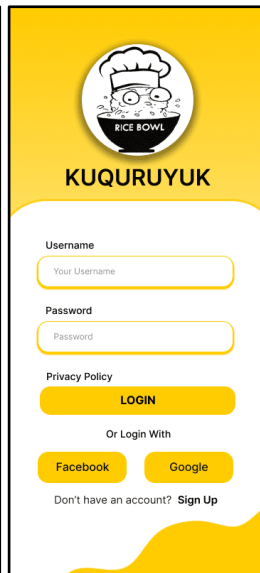 RICE BOWL
KUQURUYUK
Username
Your Username
Password
Password
Privacy Policy
LOGIN
Or Login With
Facebook Google
Don't have an account? Sign Up